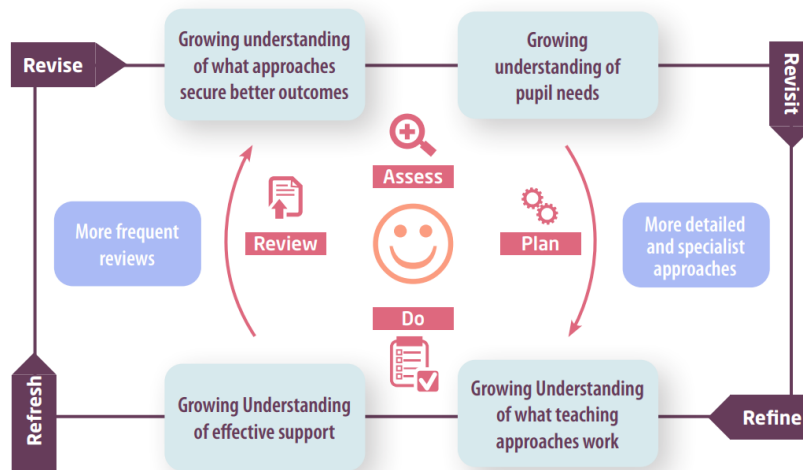 Revise
Growing understanding
of what approaches
secure better outcomes
Growing
understanding of
pupil needs
Revisit
Assess
More frequent
reviews
Review
Plan
More detailed
and specialist
approaches
Do
Refresh
Growing Understanding
of effective support
Growing Understanding
of what teaching
approaches work
Refine